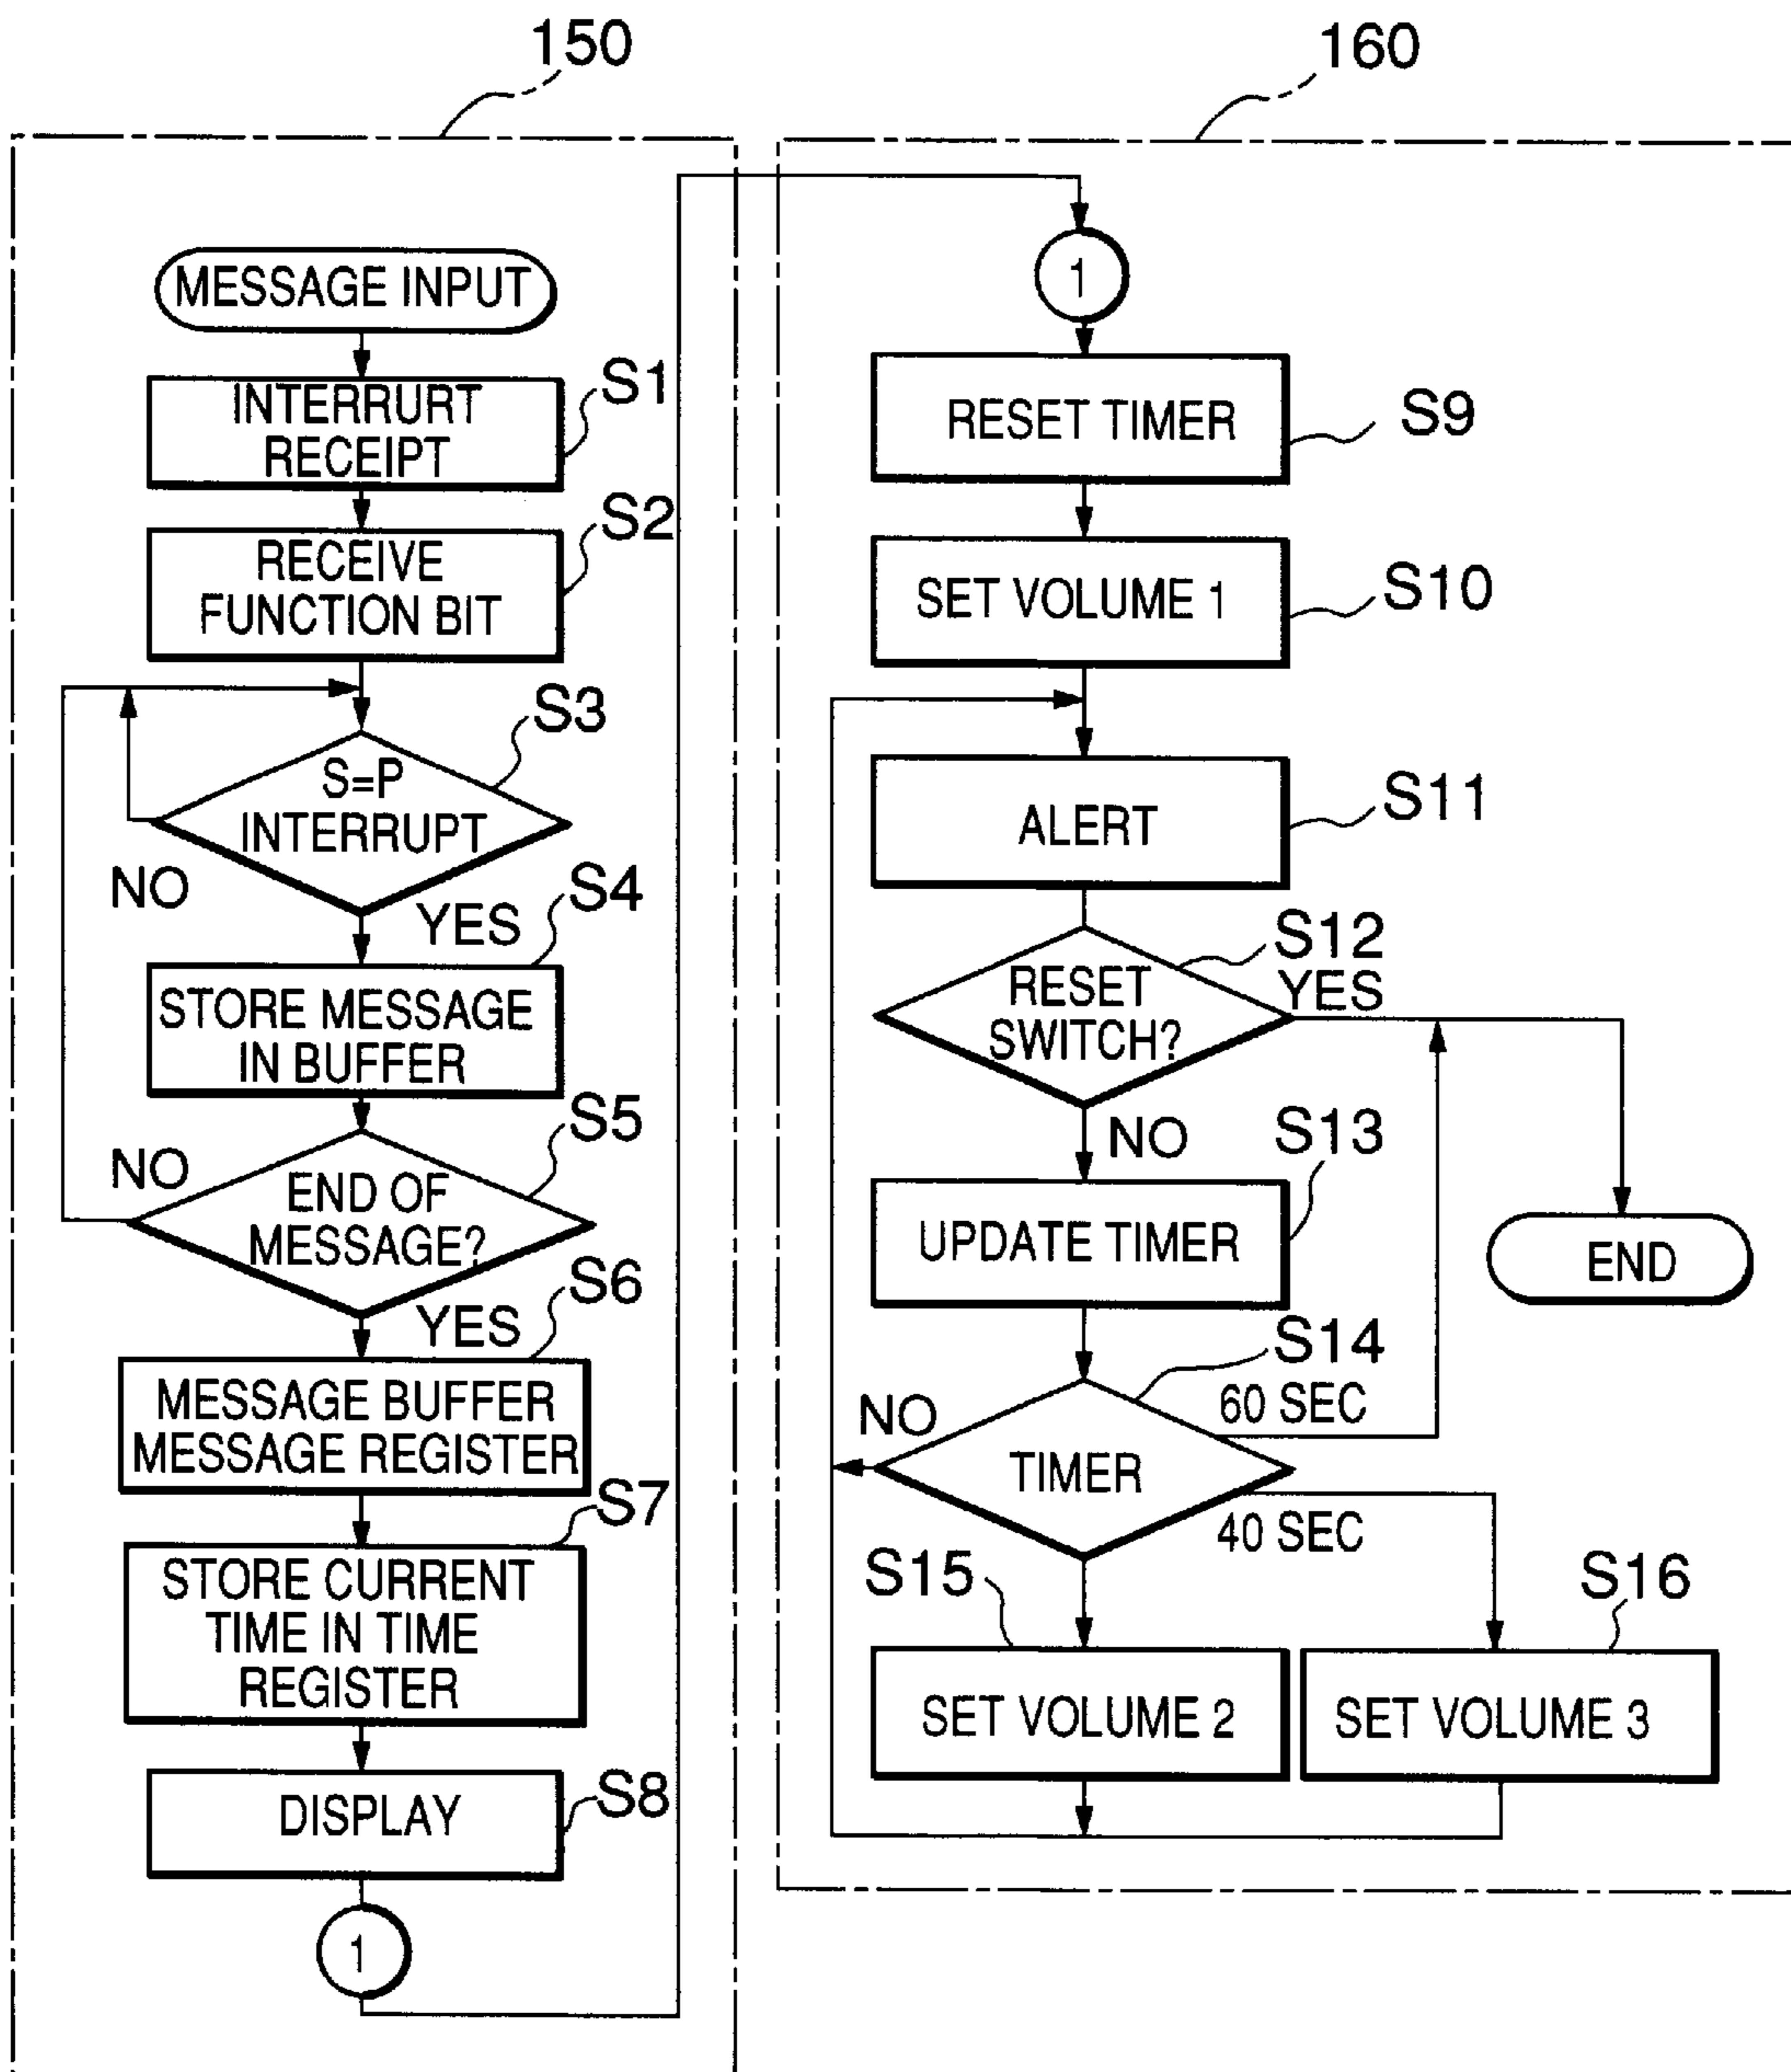 150
160
MESSAGE INPUT
INTERRURT
RECEIPT
S1
RECEIVE
FUNCTION BIT
S2
S=P
INTERRUPT
S3
NO
YES
STORE MESSAGE
IN BUFFER
S4
END OF
MESSAGE?
S5
NO
YES
MESSAGE BUFFER
MESSAGE REGISTER
S6
STORE CURRENT
TIME IN TIME
REGISTER
S7
DISPLAY
S8
1
1
RESET TIMER
S9
SET VOLUME 1
S10
ALERT
S11
RESET
SWITCH?
S12
YES
NO
UPDATE TIMER
S13
END
TIMER
S14
NO
60 SEC
40 SEC
S15
SET VOLUME 2
S16
SET VOLUME 3